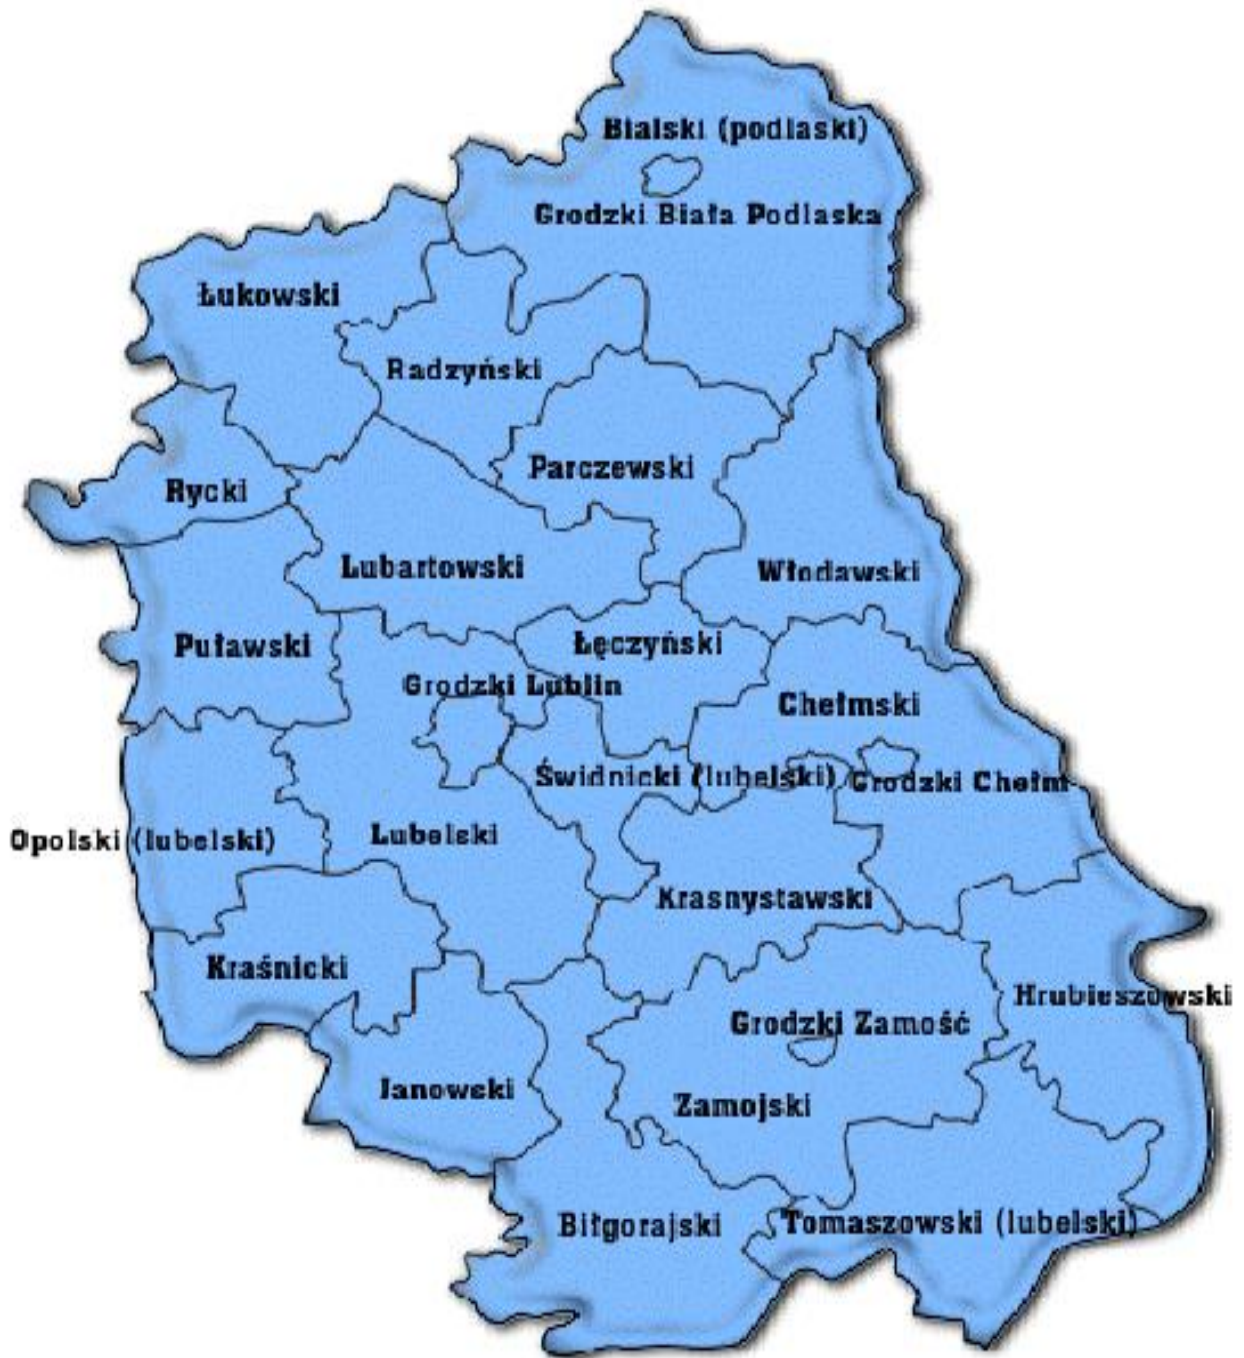 Bialski (podlaski)
Grodzki Biała Podlaska
Łukowski
Radzyński
Parczewski
Rycki
Lubartowski
Włodawski
Puławski
Łęczyński
Grodzki Lublin
Chełmski
Świdnicki (lubelski)
Grodzki Chełm
Opolski (lubelski)
Lubelski
Krasnystawski
Kraśnicki
Hrubieszowski
Grodzki Zamość
Janowski
Zamojski
Biłgorajski
Tomaszowski (lubelski)